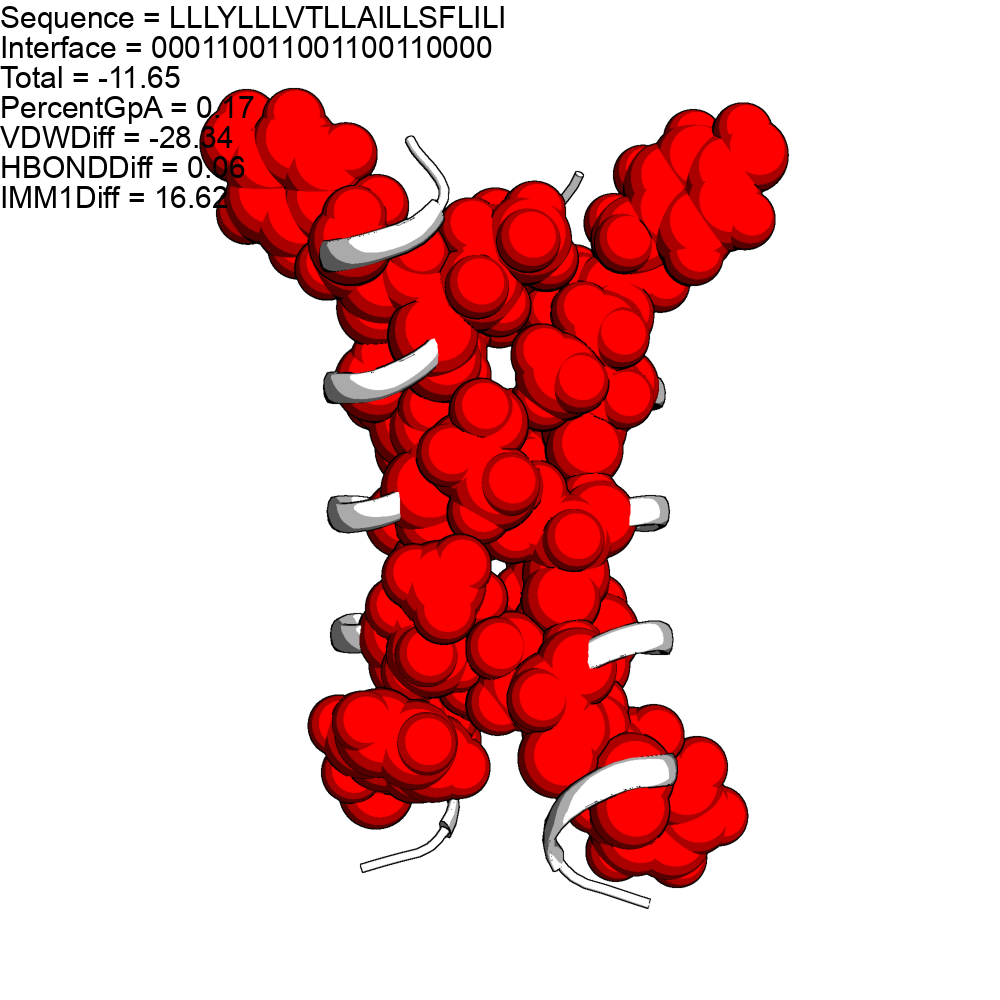 Sequence = LLLYLLLVTLLAILLSFLILI
Interface = 000110011001100110000
Total = -11.65
PercentGpA = 0.17
VDWDiff = -28.34
HBONDDiff = 0.06
IMM1Diff = 16.62